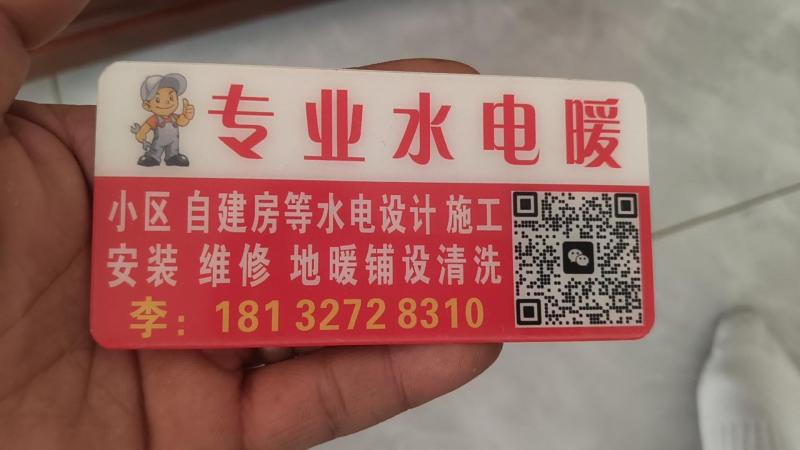 专业水电暖
小区 自建房等水电设计 施工
安装 维修 地暖铺设清洗
李：181 3272 8310